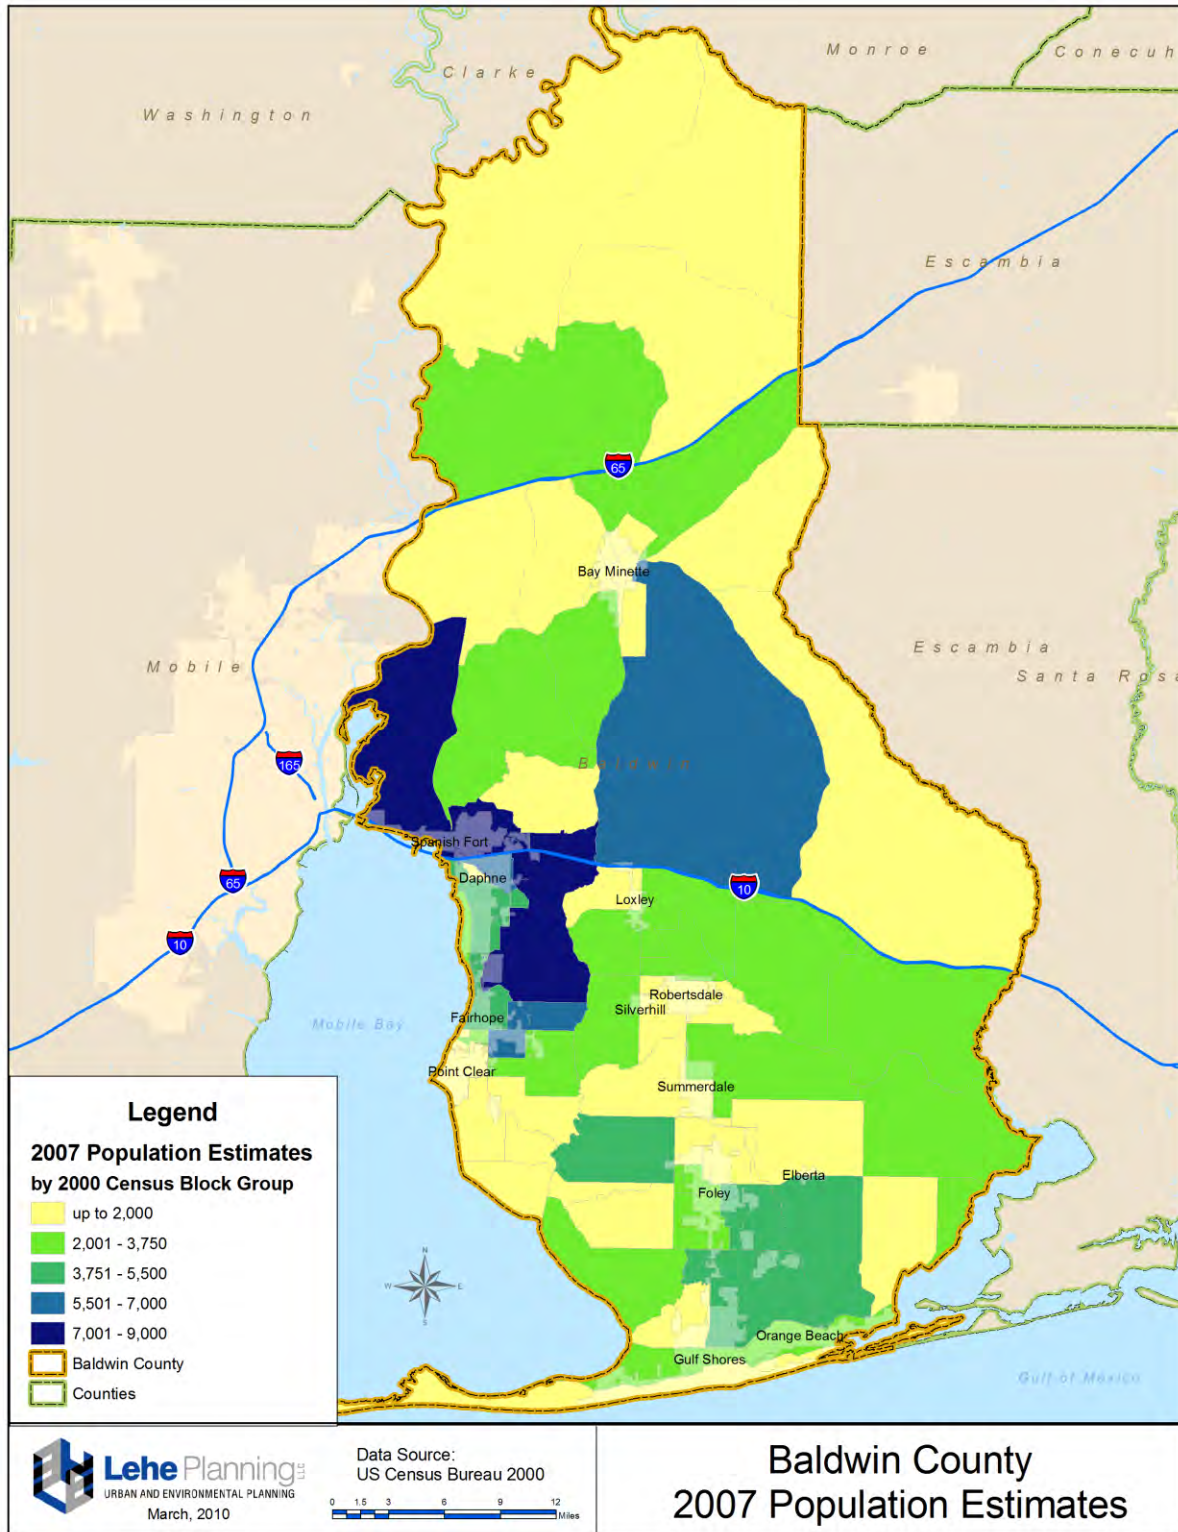 Monroe
Conecuh
Clarke
Washington
Escambia
65
Bay Minette
Escambia
Santa Rosa
Mobile
165
Baldwin
Spanish Fort
Daphne
65
10
Loxley
10
Robertsdale
Silverhill
Fairhope
Mobile Bay
Point Clear
Summerdale
Elberta
Foley
Orange Beach
Gulf Shores
Gulf of Mexico
N
W E
S
Legend
2007 Population Estimates
by 2000 Census Block Group
up to 2,000
2,001 - 3,750
3,751 - 5,500
5,501 - 7,000
7,001 - 9,000
Baldwin County
Counties
Lehe Planning LLC
URBAN AND ENVIRONMENTAL PLANNING
March, 2010
Data Source:
US Census Bureau 2000
0 1.5 3 6 9 12
Miles
Baldwin County
2007 Population Estimates